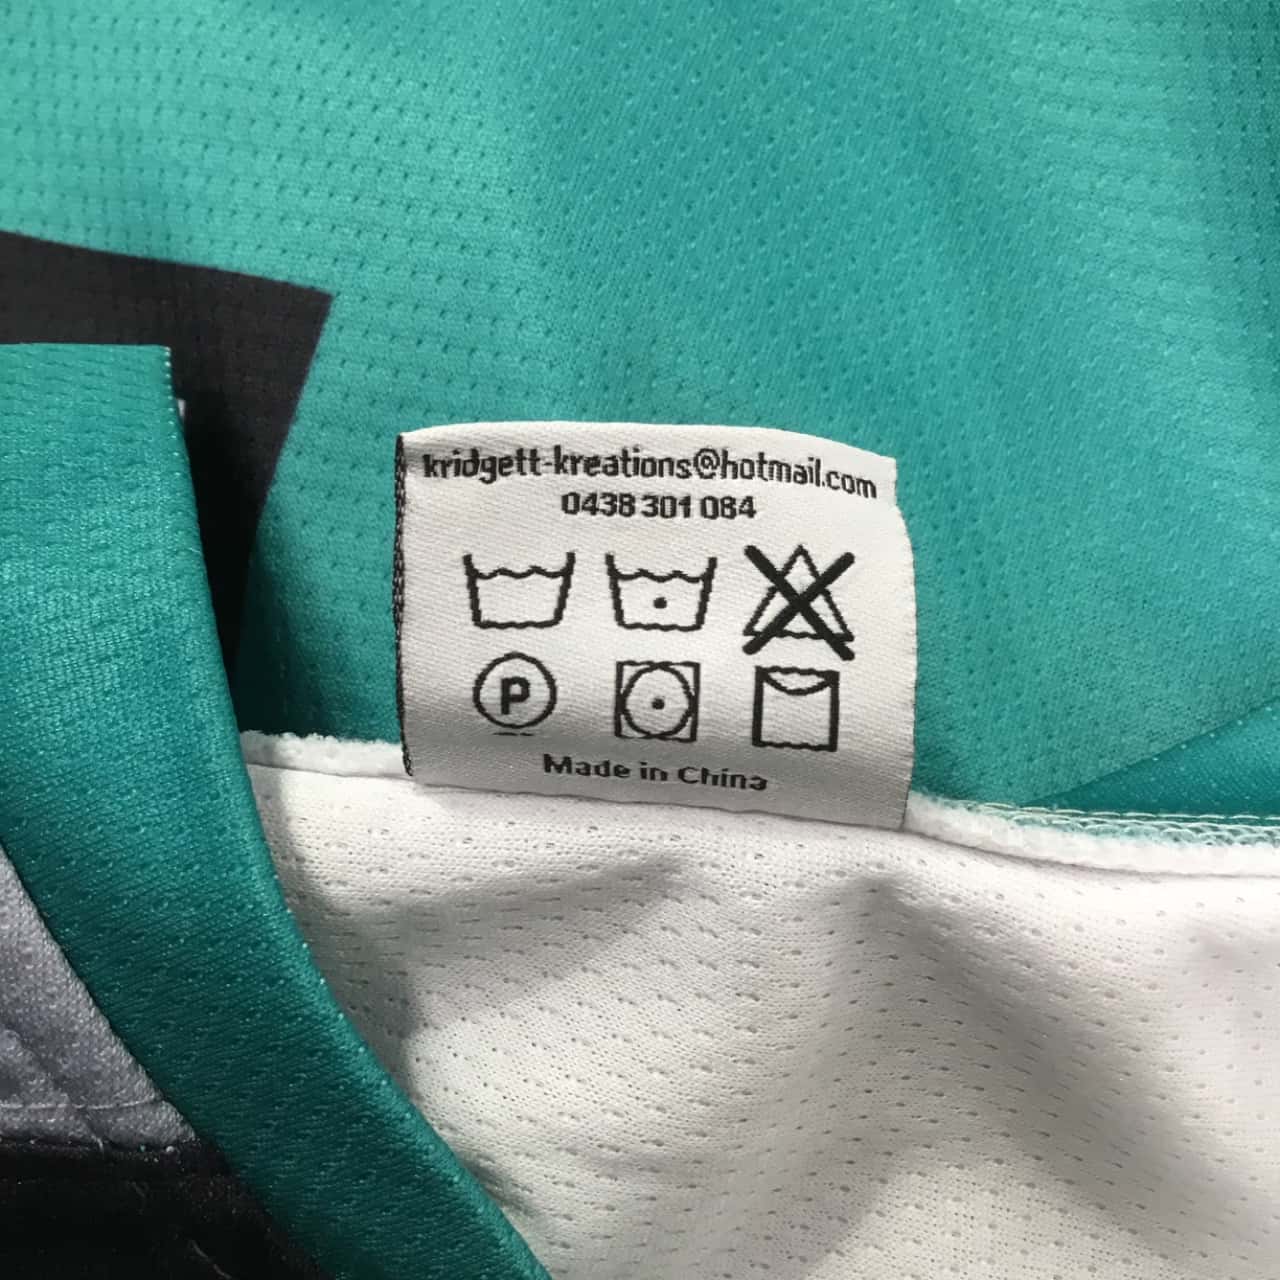 kridgett-kreations@hotmail.com
0438 301 084
P
Made in China